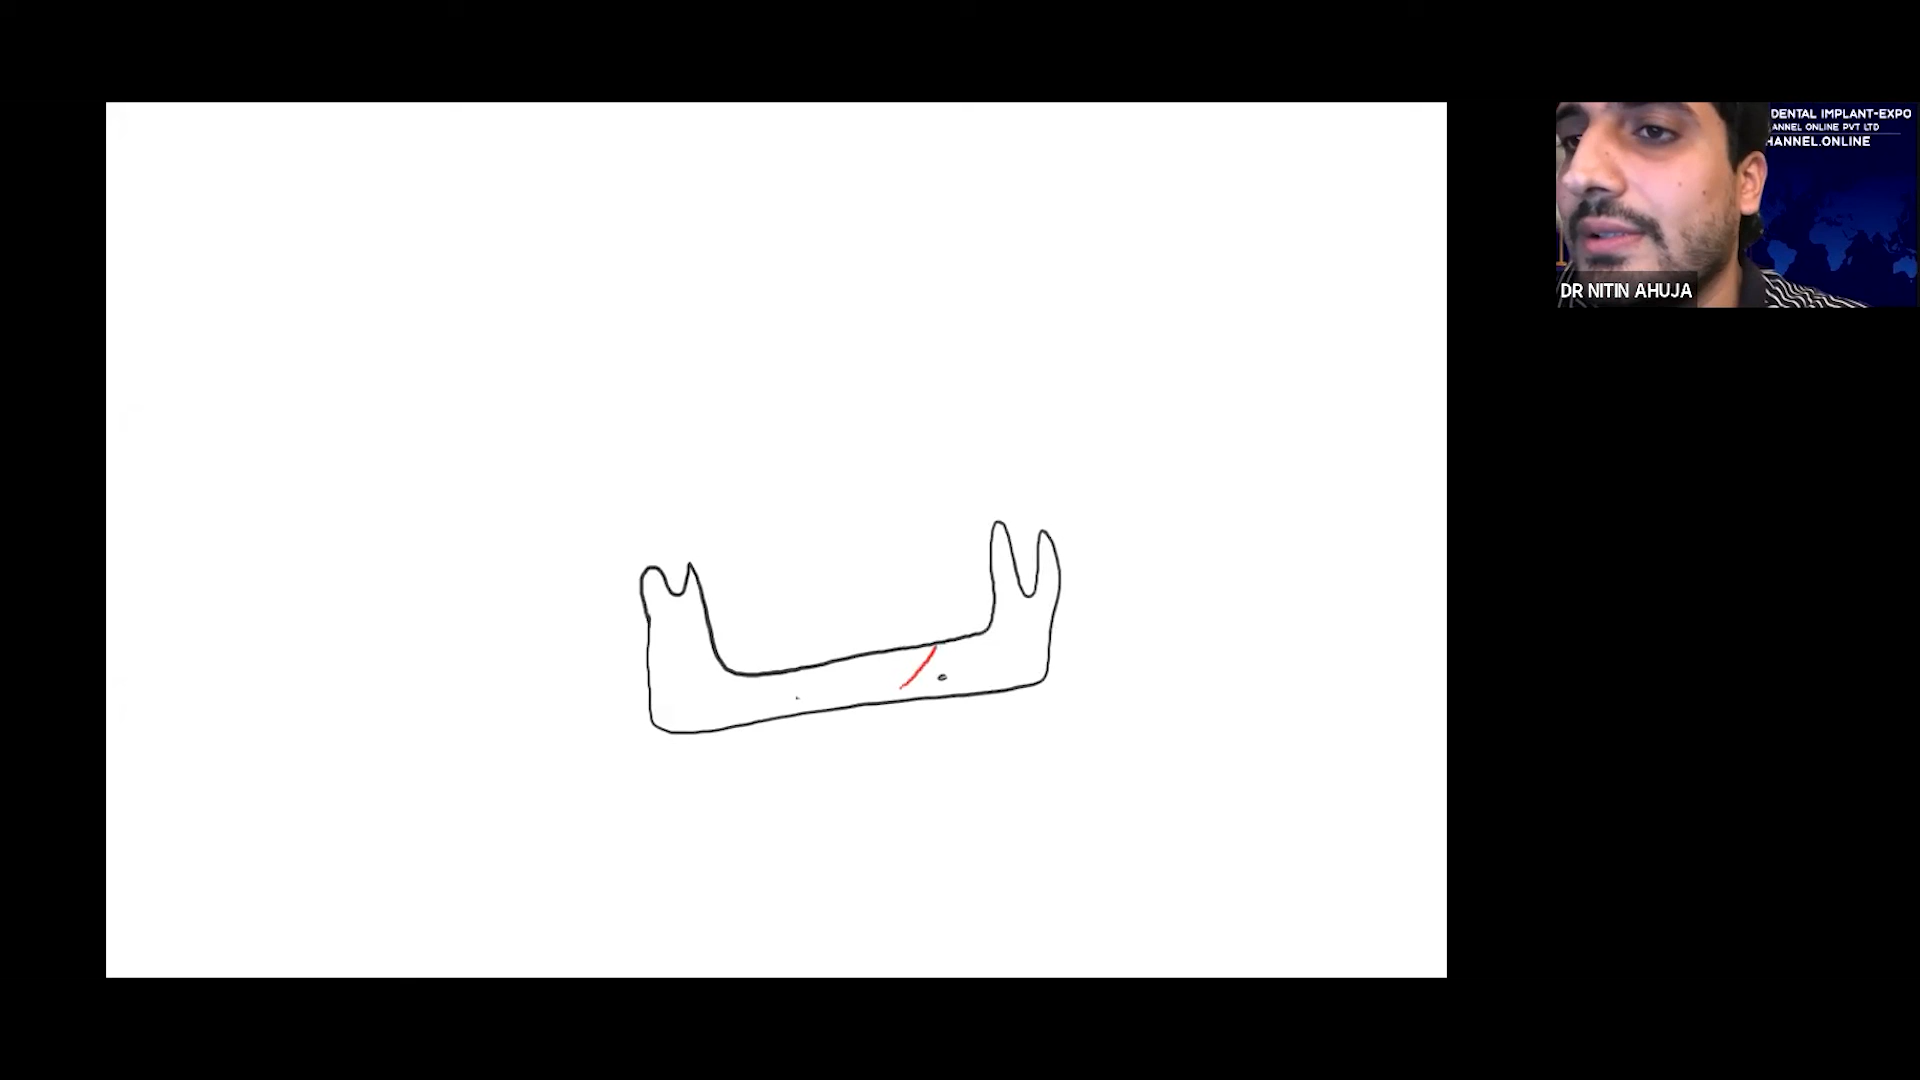 DENTAL IMPLANT-EXPO
ANNEL ONLINE PVT LTD
HANNEL.ONLINE
DR NITIN AHUJA